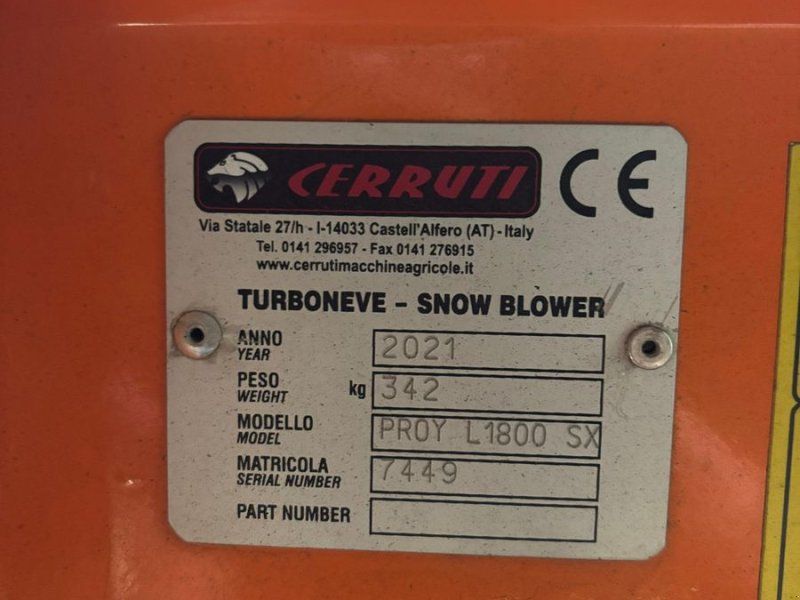 CERRUTI CE
Via Statale 27/h - I-14033 Castell'Alfero (AT) - Italy
Tel. 0141 296957 - Fax 0141 276915
www.cerrutimacchineagricole.it
TURBONEVE - SNOW BLOWER
ANNO
YEAR
2021
PESO
WEIGHT
kg 342
MODELLO
MODEL
PROY L1800 SX
MATRICOLA
SERIAL NUMBER
7449
PART NUMBER